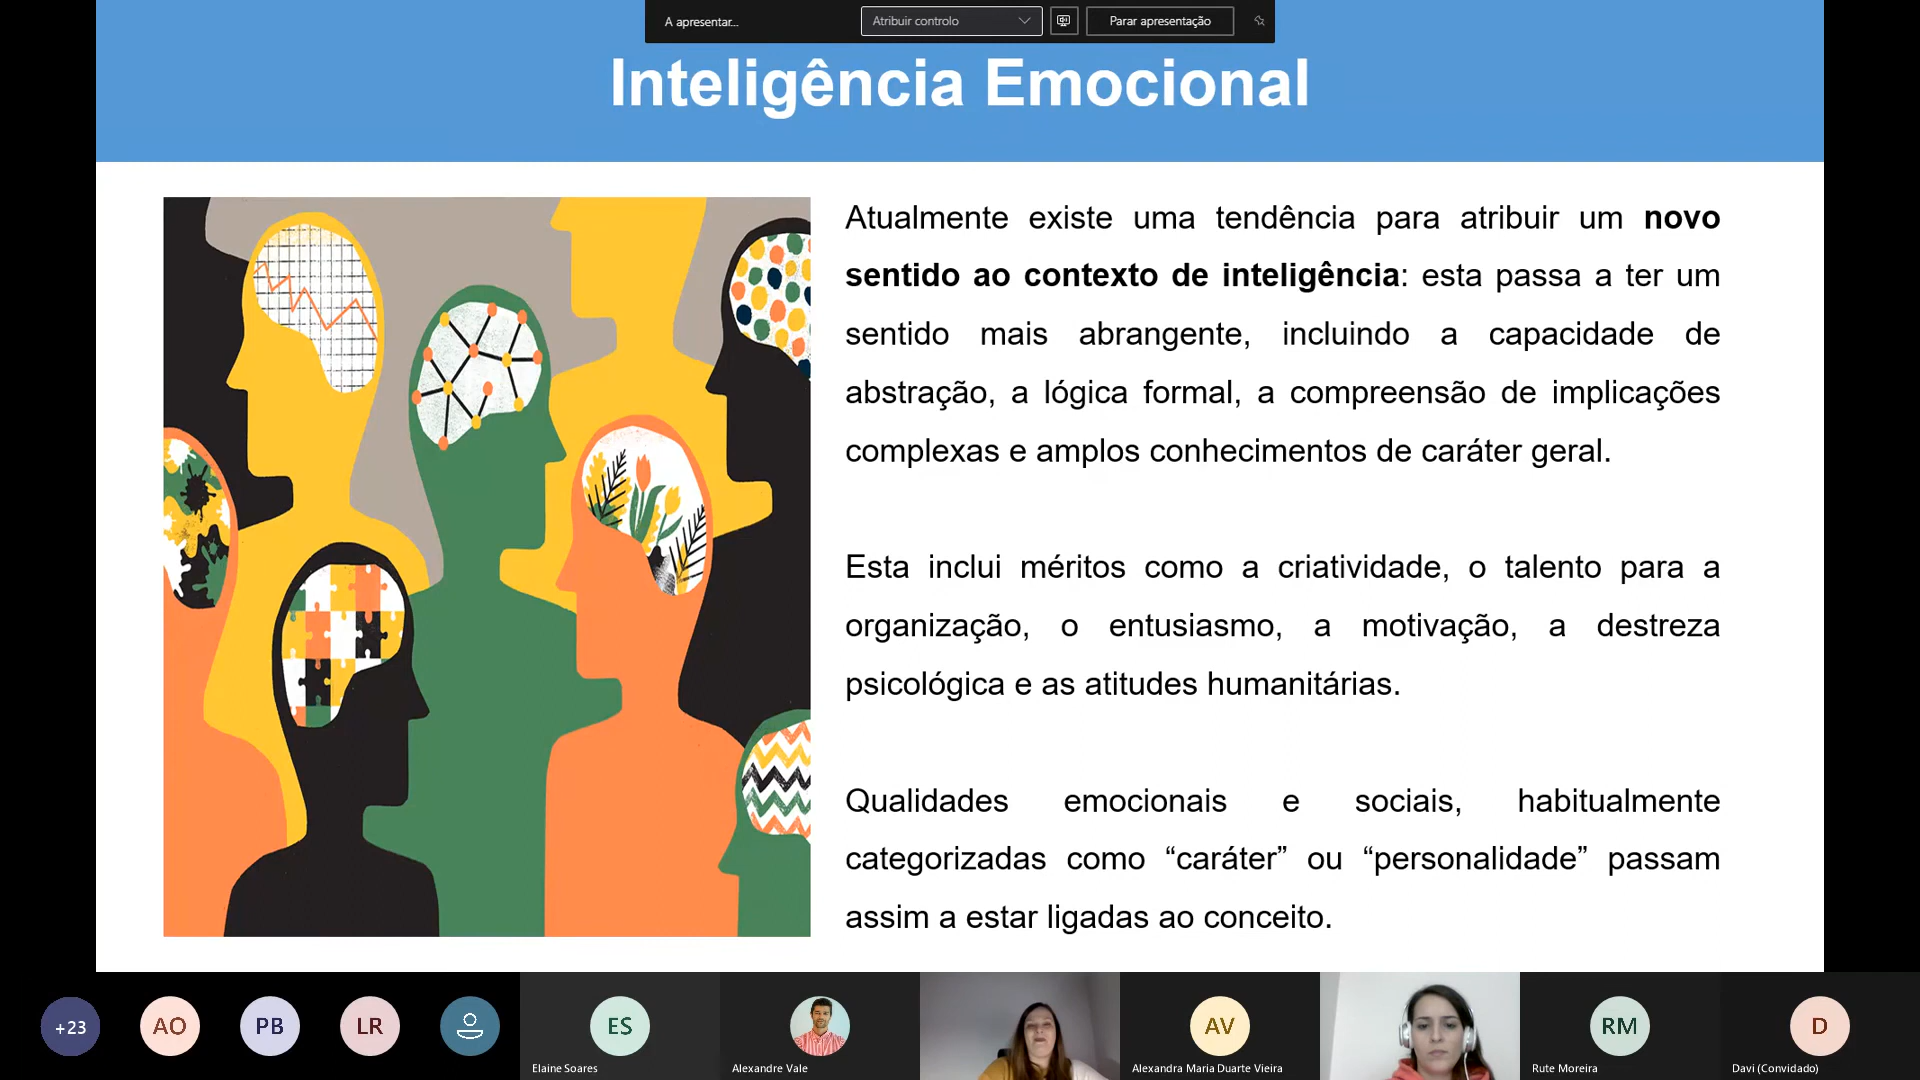 A apresentar...
Atribuir controlo
Parar apresentação
Inteligência Emocional
Atualmente existe uma tendência para atribuir um novo
sentido ao contexto de inteligência: esta passa a ter um
sentido mais abrangente, incluindo a capacidade de
abstração, a lógica formal, a compreensão de implicações
complexas e amplos conhecimentos de caráter geral.
Esta inclui méritos como a criatividade, o talento para a
organização, o entusiasmo, a motivação, a destreza
psicológica e as atitudes humanitárias.
Qualidades emocionais e sociais, habitualmente
categorizadas como “caráter” ou “personalidade” passam
assim a estar ligadas ao conceito.
+23
AO
PB
LR
ES
AV
RM
D
Elaine Soares
Alexandre Vale
Alexandra Maria Duarte Vieira
Rute Moreira
Davi (Convidado)